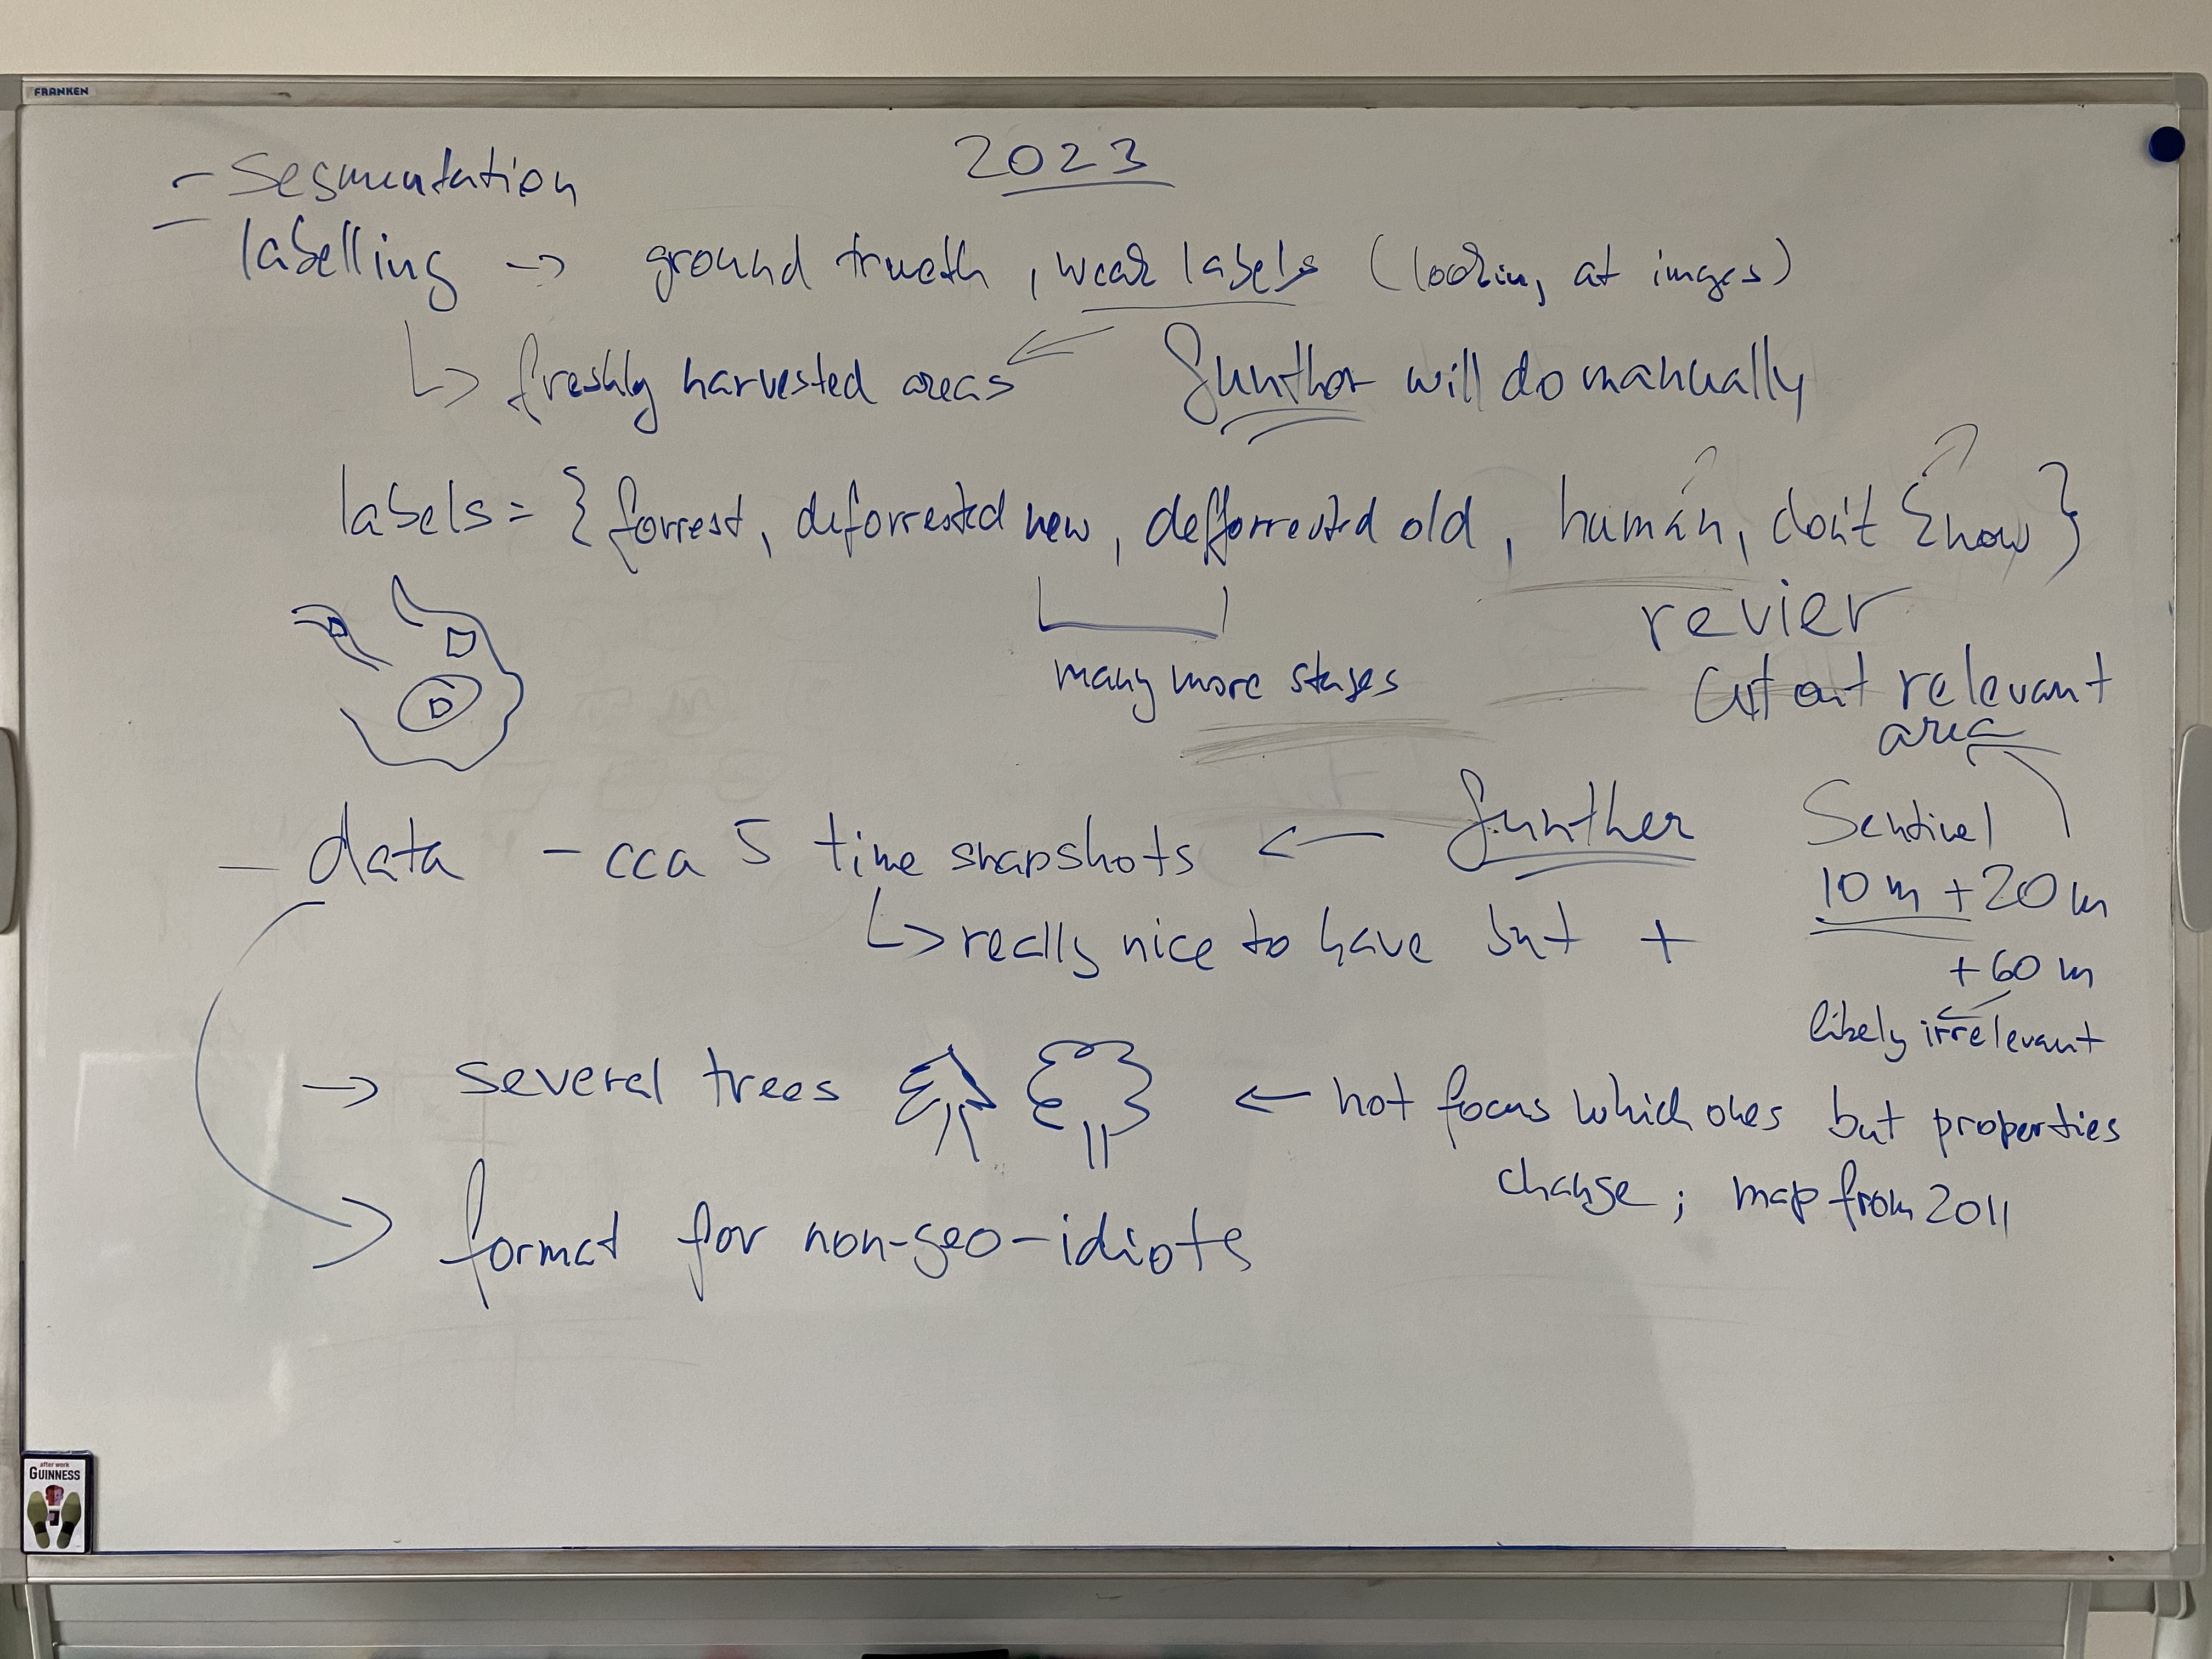 FRANKEN
2023
- Segmentation
- labelling → ground trueth, weak labels (looking at images)
↳ freshly harvested areas
Gunther will do manually
labels = { forrest, deforrested new, defforrested old, human, don't know }
many more stages
revier
cut out relevant
area
- data - cca 5 time snapshots ← Gunther
↳ really nice to have but +
Sentinel
10 m + 20 m
+ 60 m
likely irrelevant
→ several trees ← not focus which ones but properties
change ; map from 2011
format for non-geo-idiots
after work
GUINNESS